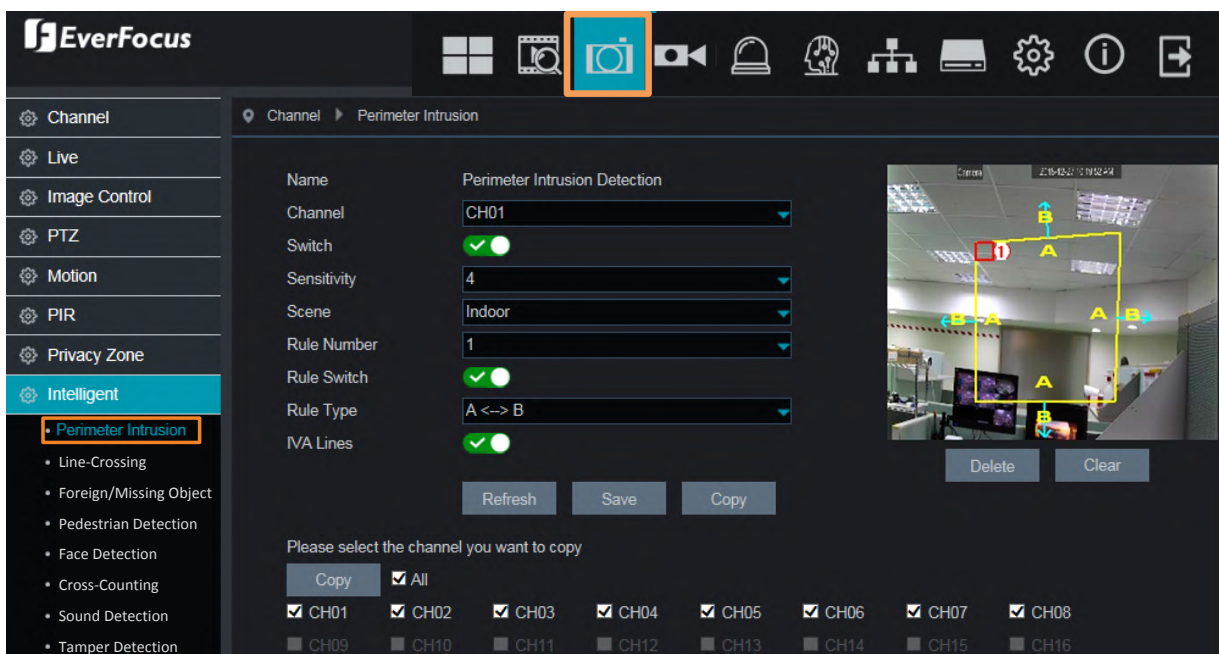 EverFocus
Channel
Live
Image Control
PTZ
Motion
PIR
Privacy Zone
Intelligent
Perimeter Intrusion
Line-Crossing
Foreign/Missing Object
Pedestrian Detection
Face Detection
Cross-Counting
Sound Detection
Tamper Detection
Channel Perimeter Intrusion
Name Perimeter Intrusion Detection
Channel CH01
Switch
Sensitivity 4
Scene Indoor
Rule Number 1
Rule Switch
Rule Type A <--> B
IVA Lines
Refresh Save Copy
Camera
B
1 A
B A A B
A
B
Delete Clear
Please select the channel you want to copy
Copy All
CH01 CH02 CH03 CH04 CH05 CH06 CH07 CH08
CH09 CH10 CH11 CH12 CH13 CH14 CH15 CH16